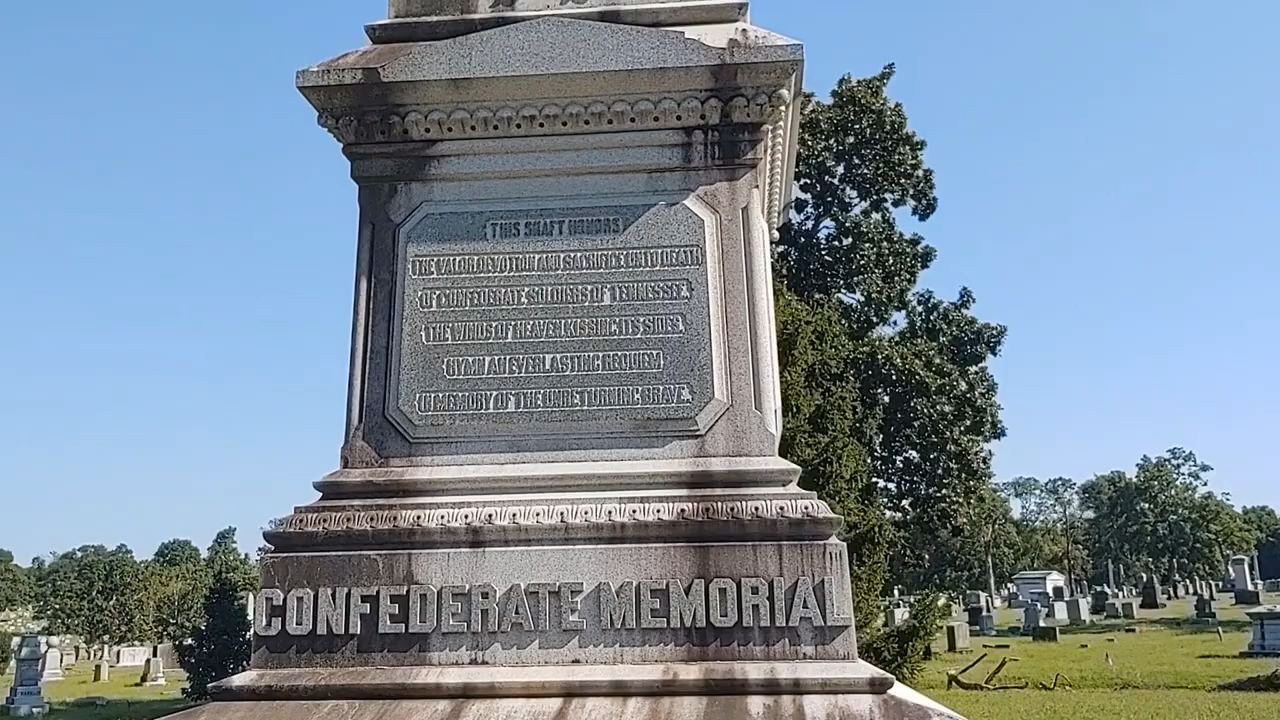 THIS SHAFT HONORS
THE VALOR DEVOTION AND SACRIFICE UNTO DEATH
OF CONFEDERATE SOLDIERS OF TENNESSEE.
THE WINDS OF HEAVEN, KISSING ITS SIDES,
HYMN AN EVERLASTING REQUIEM
IN MEMORY OF THE UNRETURNING BRAVE.
CONFEDERATE MEMORIAL